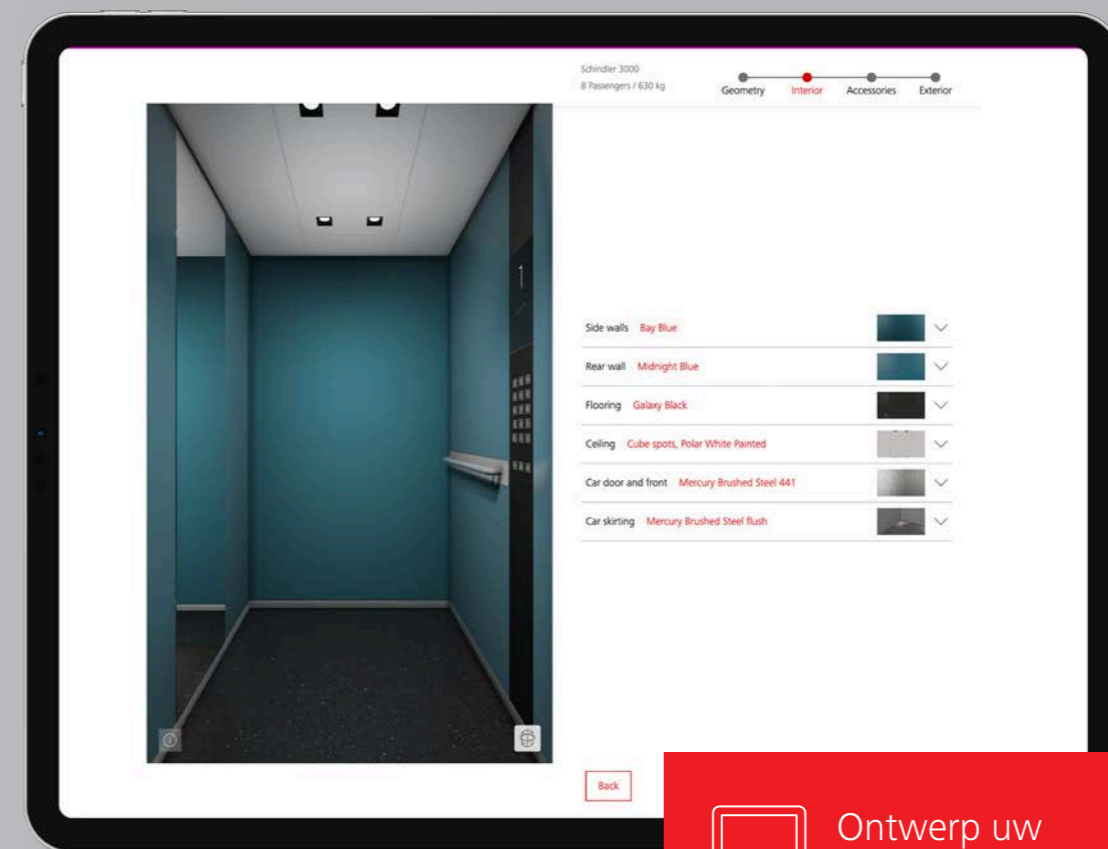 Schindler 3000
8 Passengers / 630 kg
Geometry Interior Accessories Exterior
1
Side walls Bay Blue
Rear wall Midnight Blue
Flooring Galaxy Black
Ceiling Cube spots, Polar White Painted
Car door and front Mercury Brushed Steel 441
Car skirting Mercury Brushed Steel flush
Back
Ontwerp uw